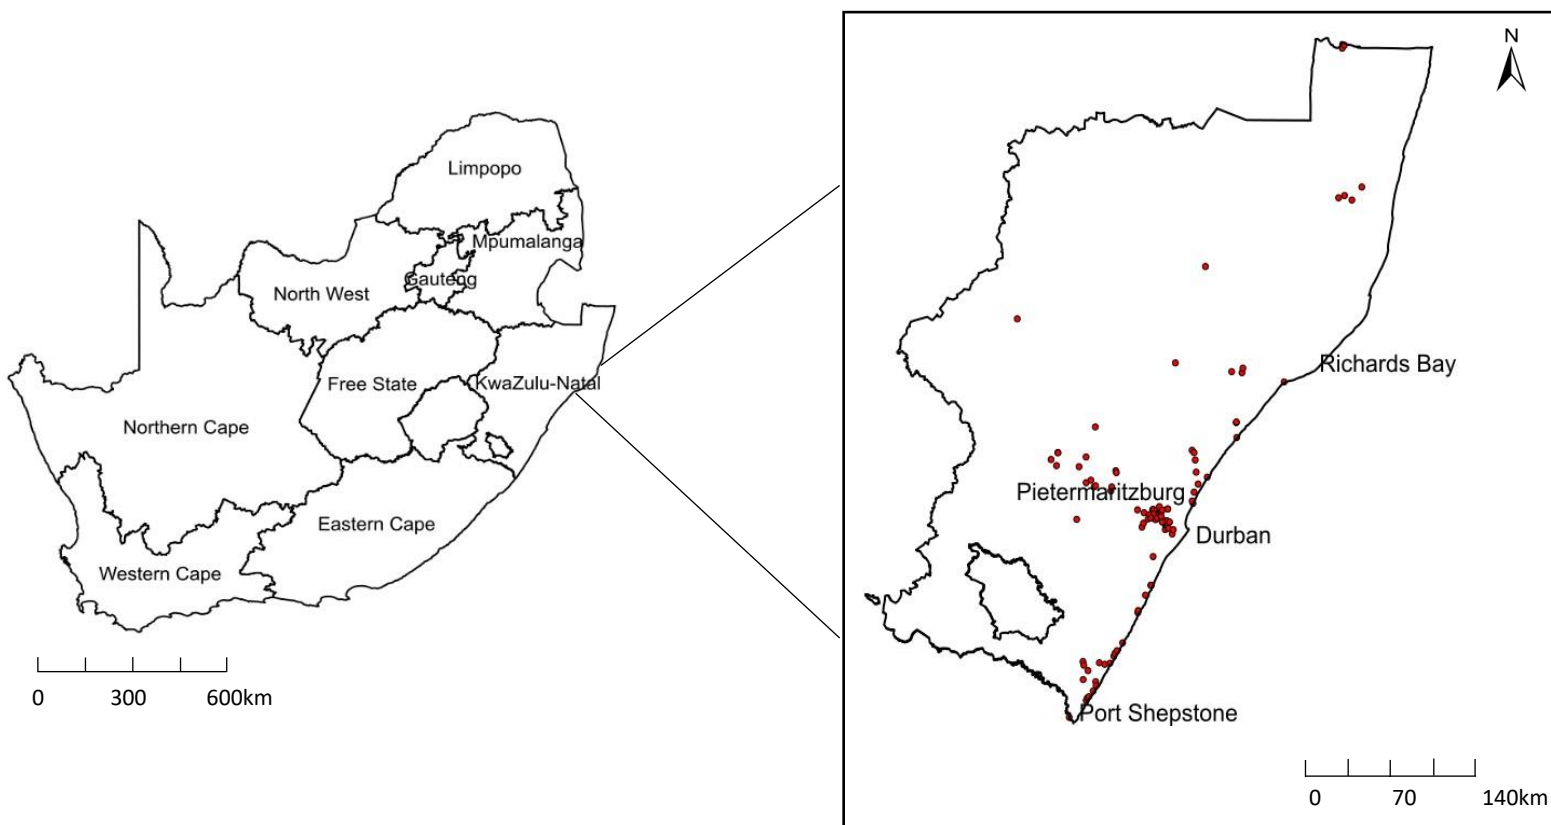 Limpopo
Mpumalanga
Gauteng
North West
Free State
KwaZulu-Natal
Northern Cape
Eastern Cape
Western Cape
0 300 600km
N
Richards Bay
Pietermaritzburg
Durban
Port Shepstone
0 70 140km